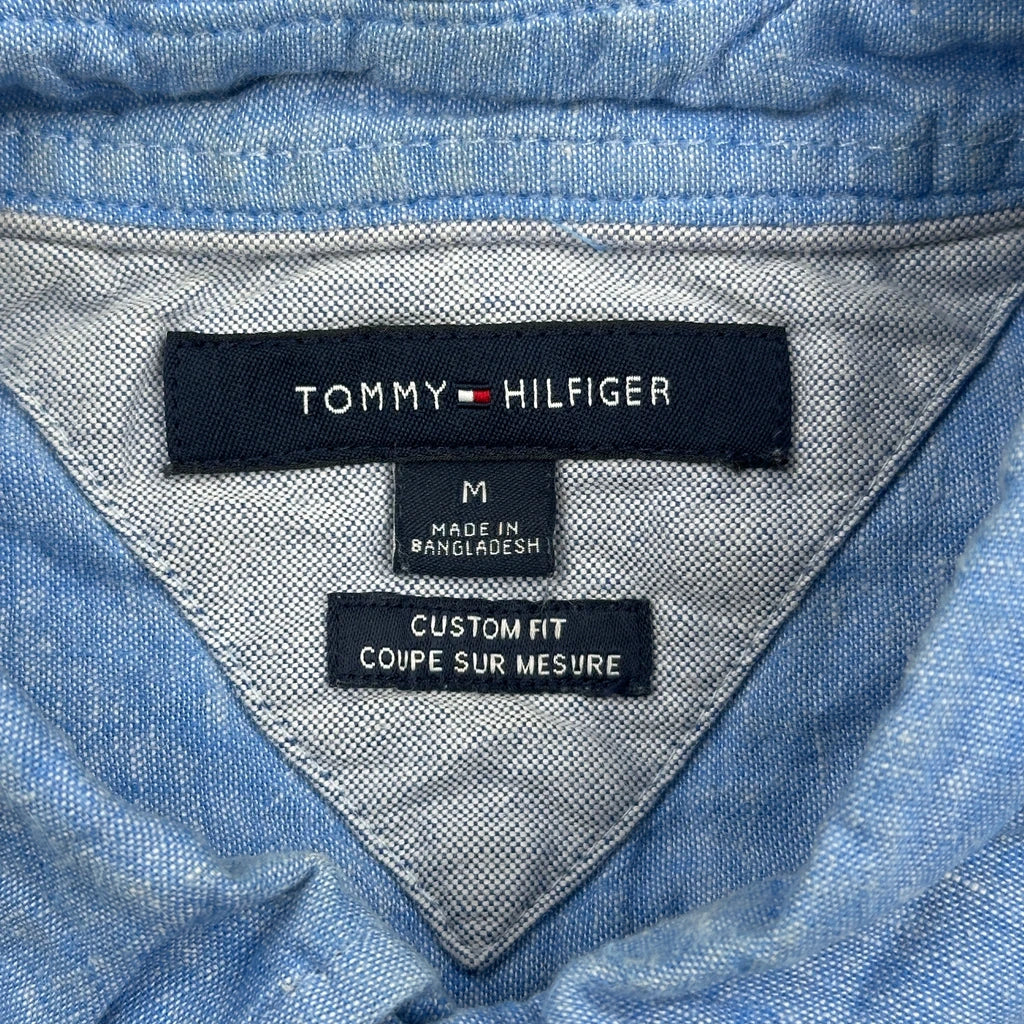 TOMMY HILFIGER
M
MADE IN
BANGLADESH
CUSTOM FIT
COUPE SUR MESURE